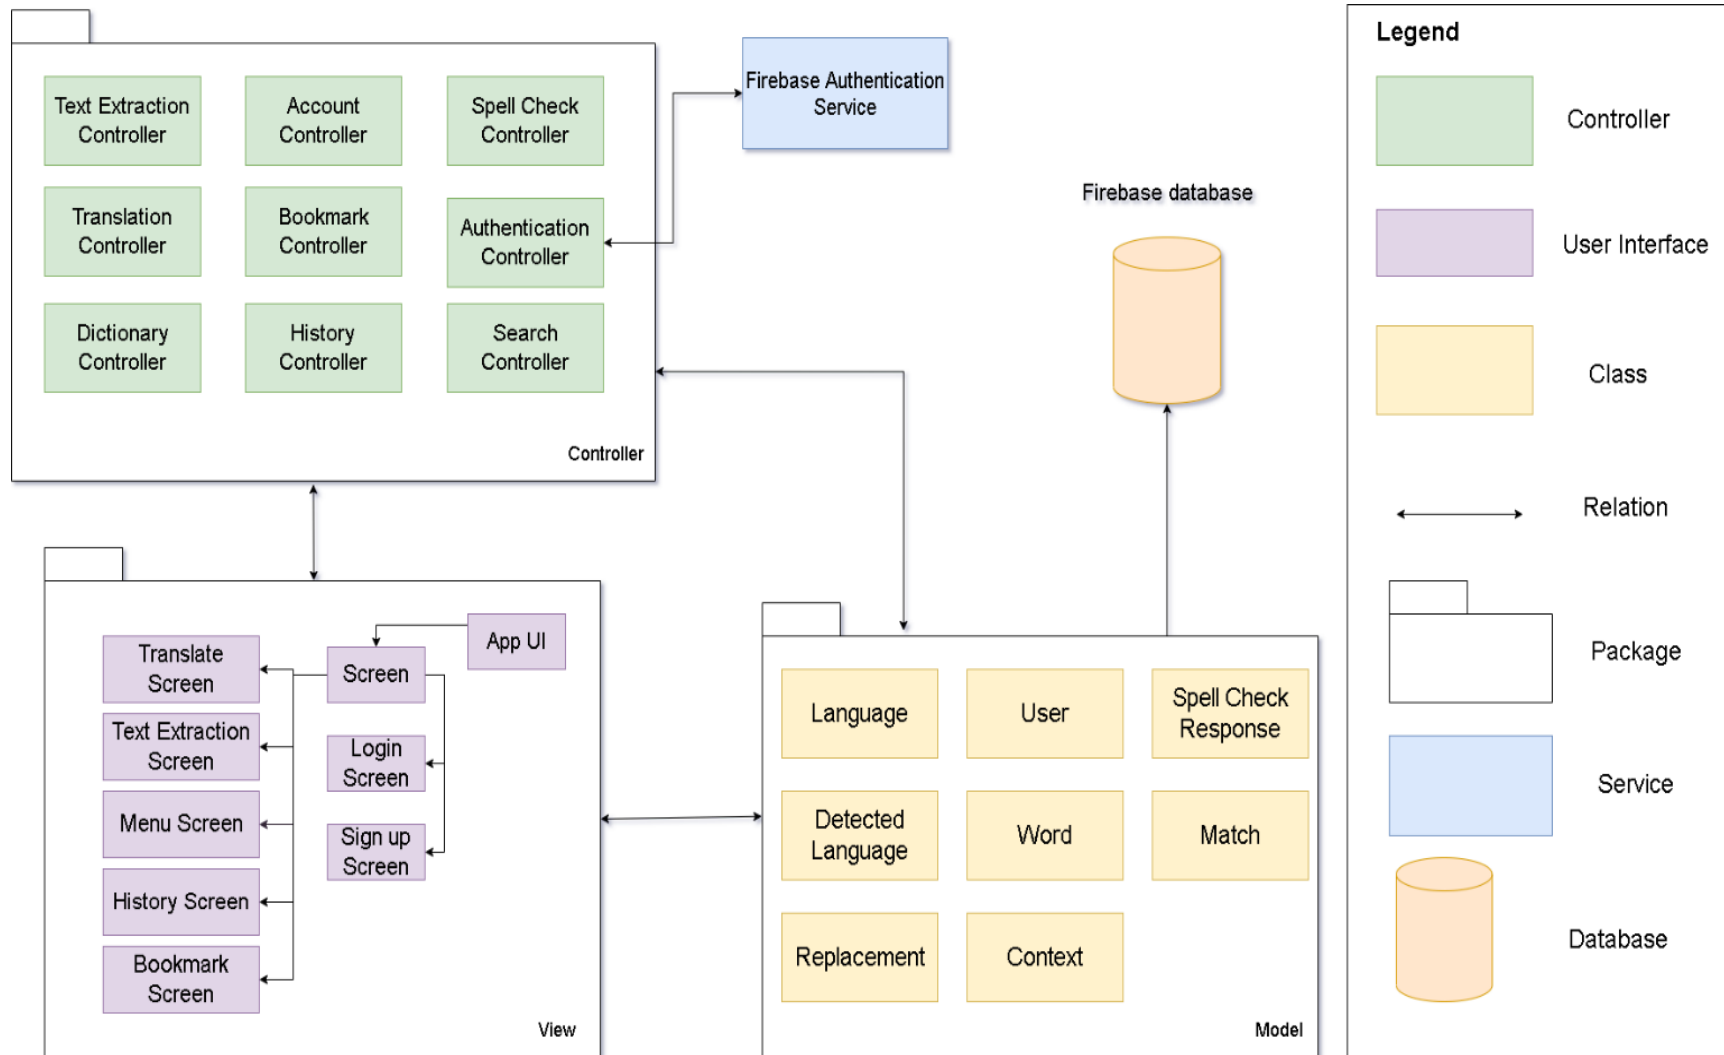 Text Extraction
Controller
Account
Controller
Spell Check
Controller
Translation
Controller
Bookmark
Controller
Authentication
Controller
Dictionary
Controller
History
Controller
Search
Controller
Controller
Firebase Authentication
Service
Firebase database
Translate
Screen
Text Extraction
Screen
Menu Screen
History Screen
Bookmark
Screen
App UI
Screen
Login
Screen
Sign up
Screen
View
Language
User
Spell Check
Response
Detected
Language
Word
Match
Replacement
Context
Model
Legend
Controller
User Interface
Class
Relation
Package
Service
Database